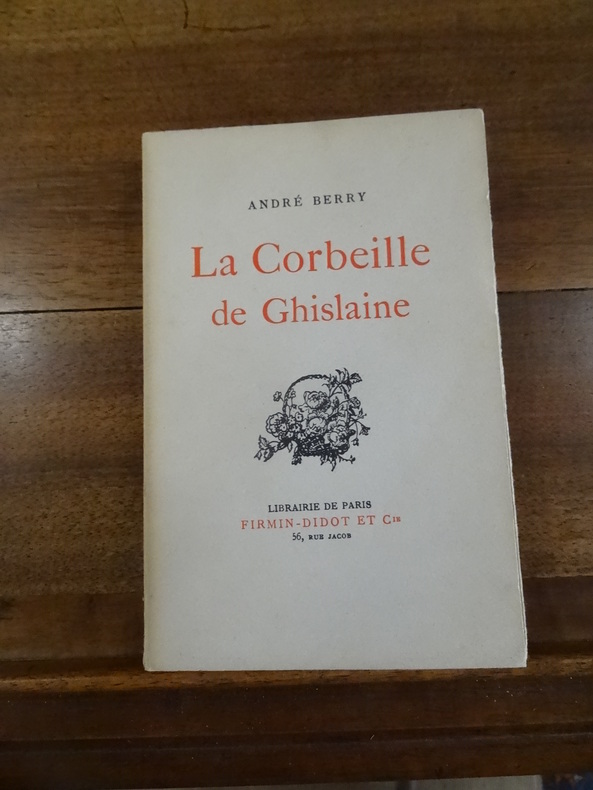 ANDRÉ BERRY
La Corbeille
de Ghislaine
LIBRAIRIE DE PARIS
FIRMIN-DIDOT ET Cie
56, RUE JACOB